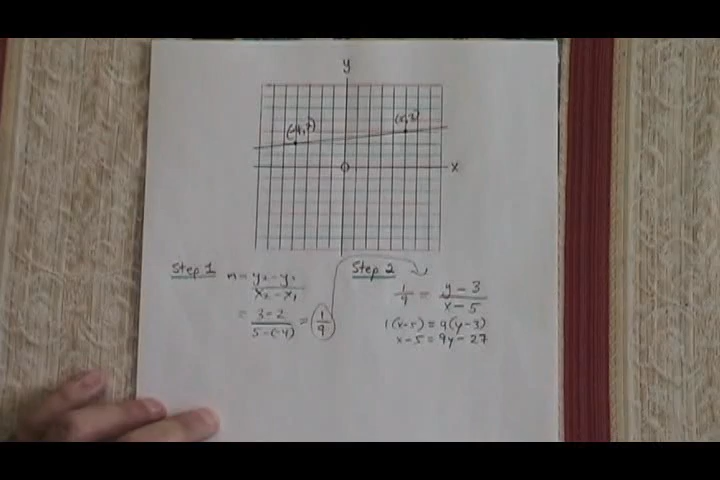 y
(-4,2) (5,3)
O x
Step 1 m = y₂-y₁ / x₂-x₁
= 3-2 / 5-(-4) = 1/9
Step 2
1/9 = y-3 / x-5
1(x-5) = 9(y-3)
x-5 = 9y-27